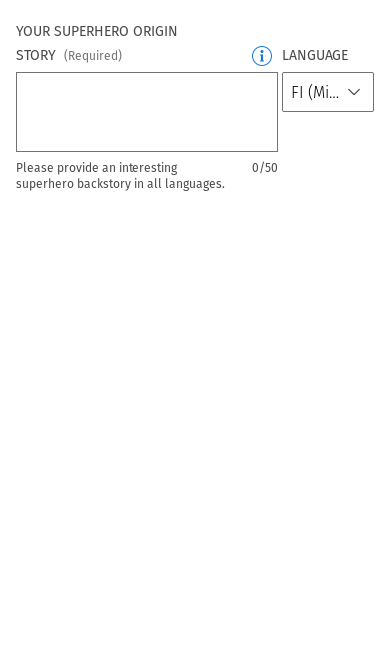 YOUR SUPERHERO ORIGIN
STORY (Required)
LANGUAGE
FI (Mi...
Please provide an interesting
superhero backstory in all languages.
0/50